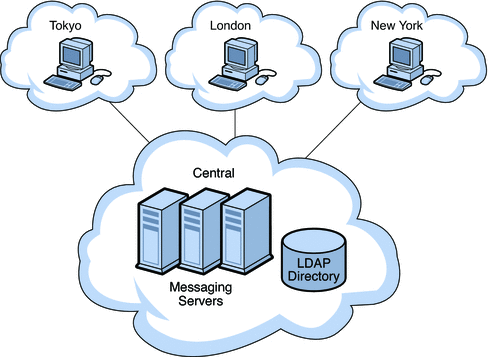 Tokyo
London
New York
Central
Messaging
Servers
LDAP
Directory